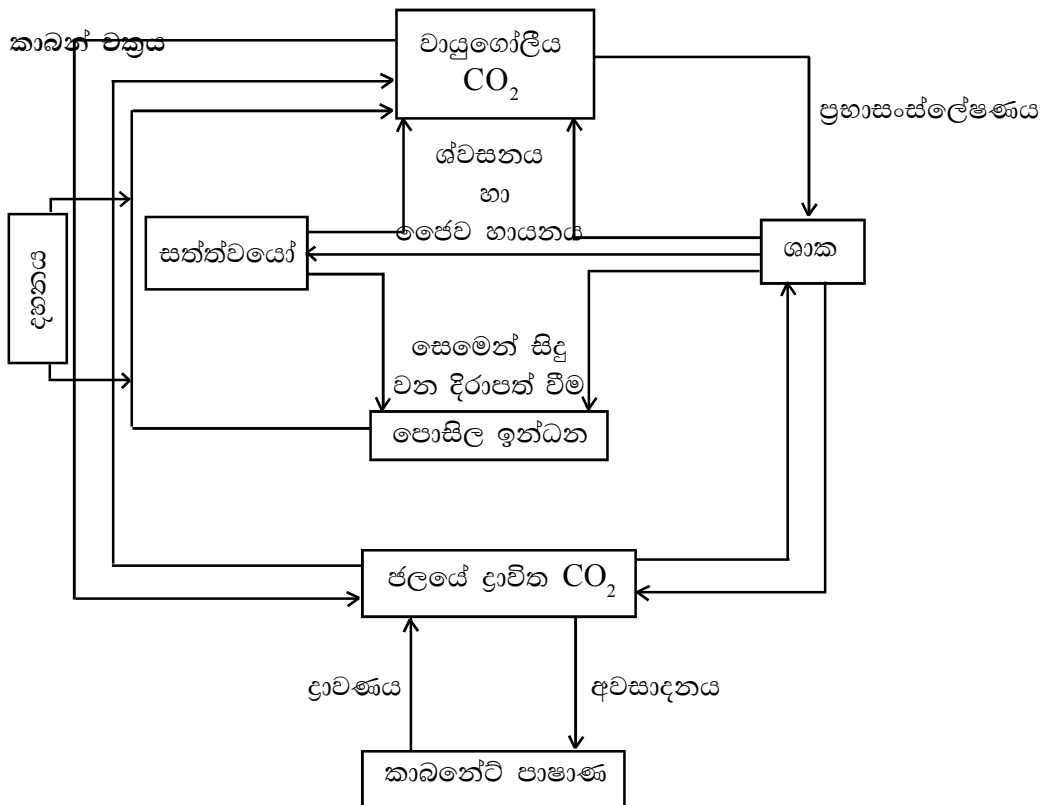 කාබන් චක්‍රය
වායුගෝලීය
CO₂
ප්‍රභාසංස්ලේෂණය
ශ්වසනය
හා
ජෛව හායනය
සත්ත්වයෝ
ශාක
දහනය
සෙමෙන් සිදු
වන දිරාපත් වීම
පොසිල ඉන්ධන
ජලයේ ද්‍රාවිත CO₂
ද්‍රාවණය
අවසාදනය
කාබනේට් පාෂාණ